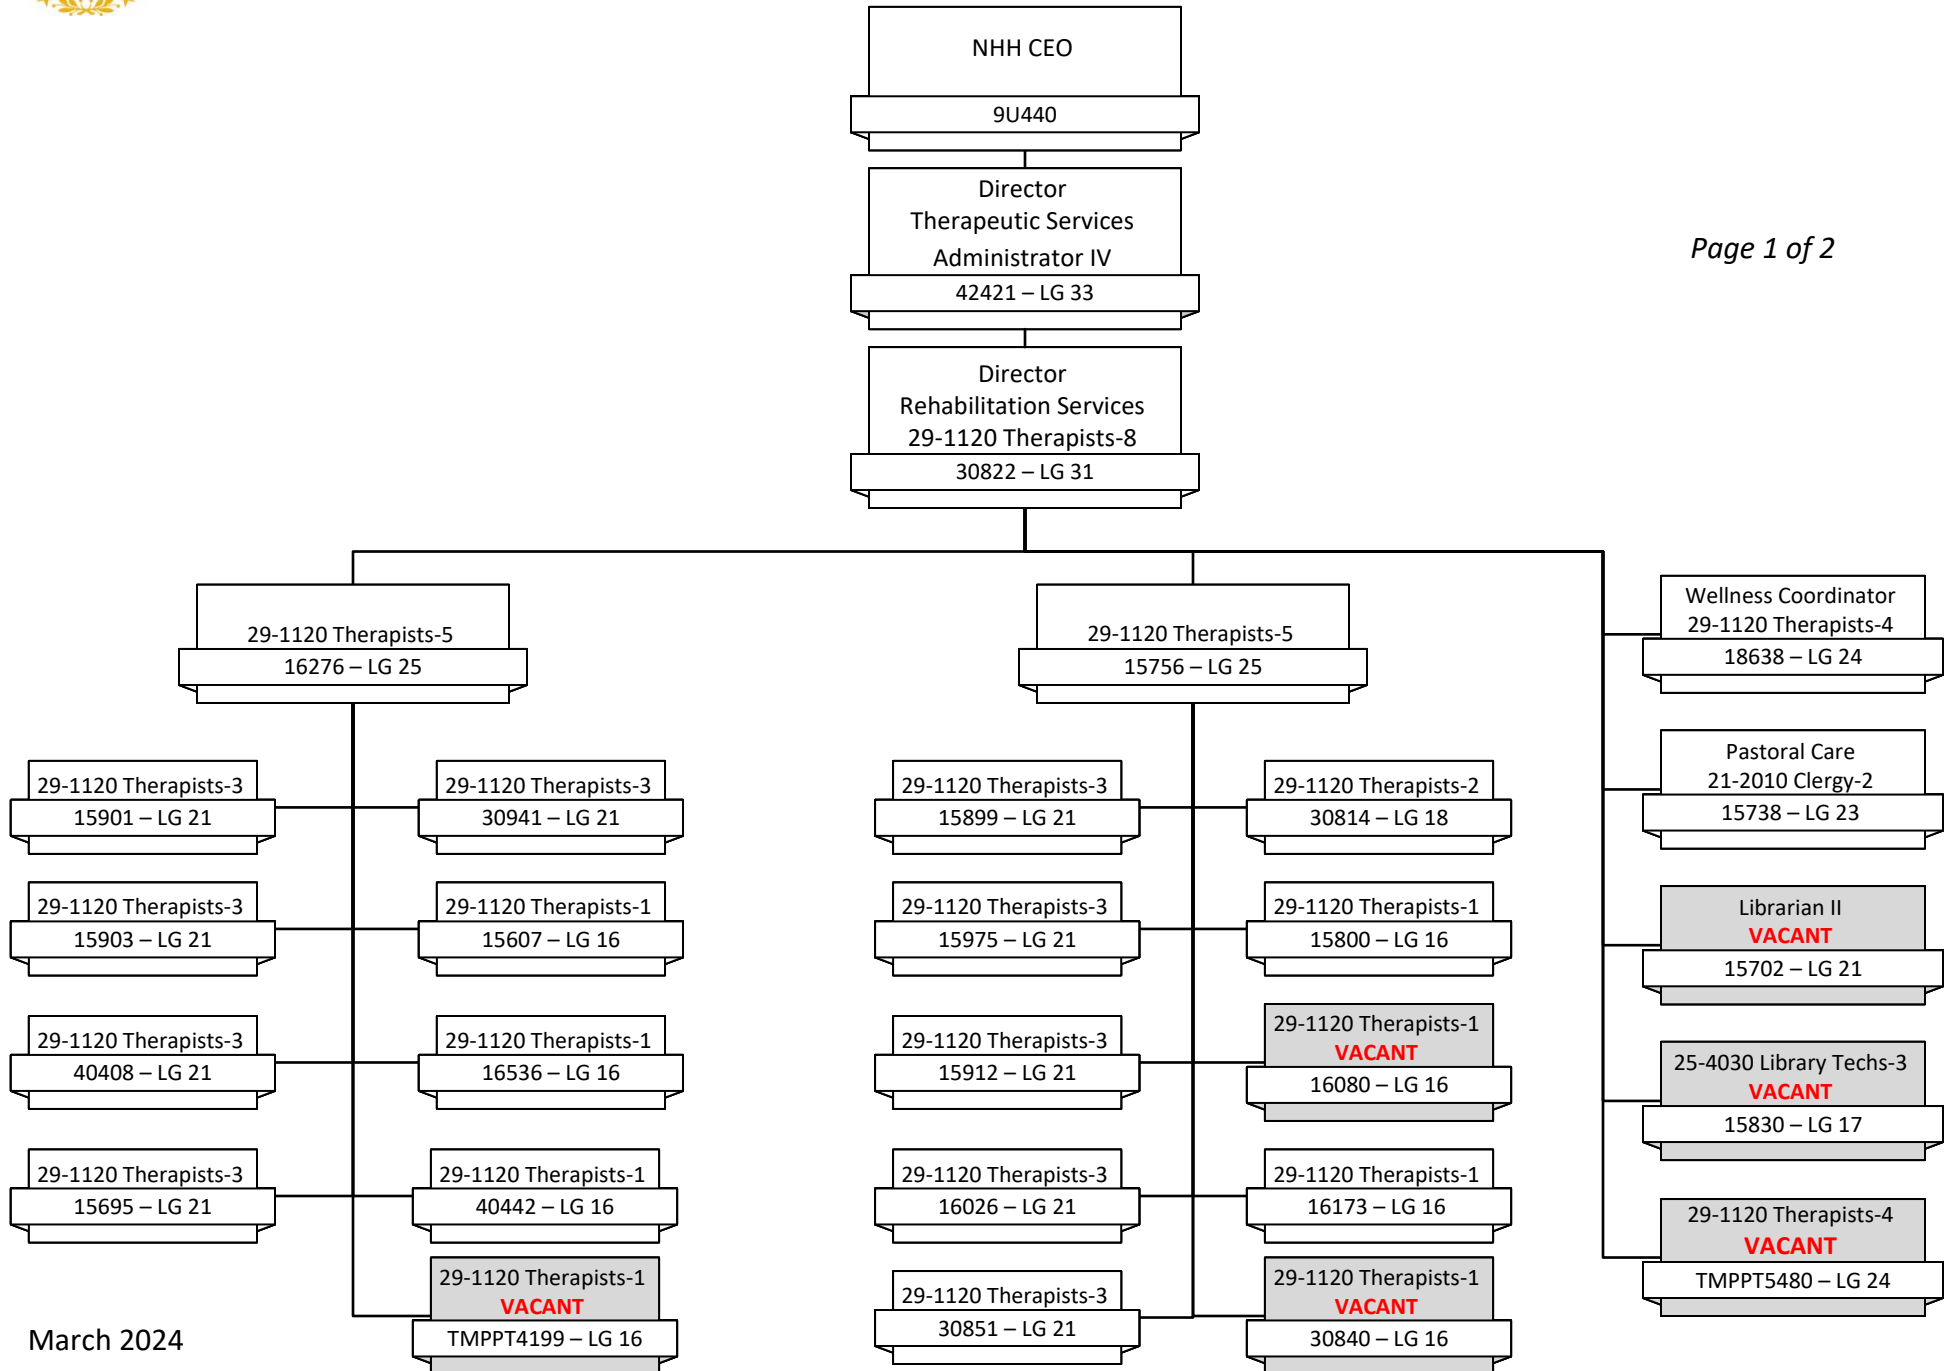 NHH CEO
9U440
Director
Therapeutic Services
Administrator IV
42421 – LG 33
Page 1 of 2
Director
Rehabilitation Services
29-1120 Therapists-8
30822 – LG 31
29-1120 Therapists-5
16276 – LG 25
29-1120 Therapists-3
15901 – LG 21
29-1120 Therapists-3
30941 – LG 21
29-1120 Therapists-3
15903 – LG 21
29-1120 Therapists-1
15607 – LG 16
29-1120 Therapists-3
40408 – LG 21
29-1120 Therapists-1
16536 – LG 16
29-1120 Therapists-3
15695 – LG 21
29-1120 Therapists-1
40442 – LG 16
29-1120 Therapists-1
VACANT
TMPPT4199 – LG 16
29-1120 Therapists-5
15756 – LG 25
29-1120 Therapists-3
15899 – LG 21
29-1120 Therapists-2
30814 – LG 18
29-1120 Therapists-3
15975 – LG 21
29-1120 Therapists-1
15800 – LG 16
29-1120 Therapists-3
15912 – LG 21
29-1120 Therapists-1
VACANT
16080 – LG 16
29-1120 Therapists-3
16026 – LG 21
29-1120 Therapists-1
16173 – LG 16
29-1120 Therapists-3
30851 – LG 21
29-1120 Therapists-1
VACANT
30840 – LG 16
Wellness Coordinator
29-1120 Therapists-4
18638 – LG 24
Pastoral Care
21-2010 Clergy-2
15738 – LG 23
Librarian II
VACANT
15702 – LG 21
25-4030 Library Techs-3
VACANT
15830 – LG 17
29-1120 Therapists-4
VACANT
TMPPT5480 – LG 24
March 2024